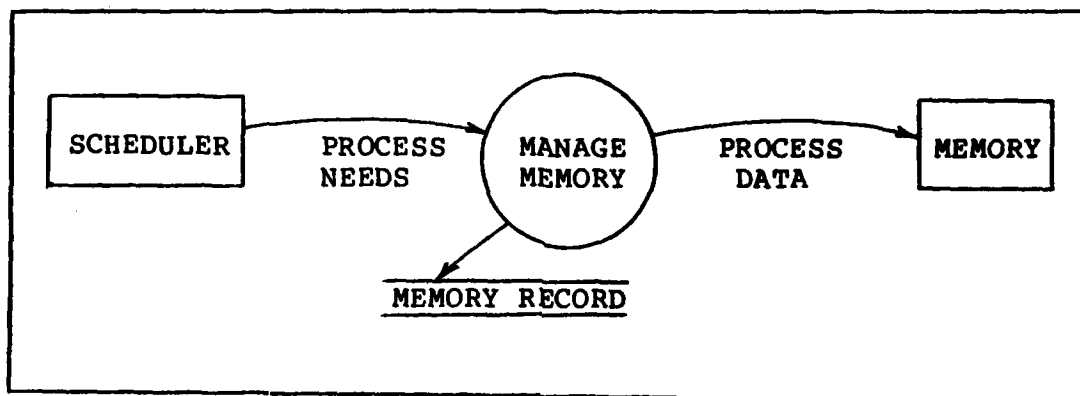 SCHEDULER
PROCESS
NEEDS
MANAGE
MEMORY
PROCESS
DATA
MEMORY
MEMORY RECORD